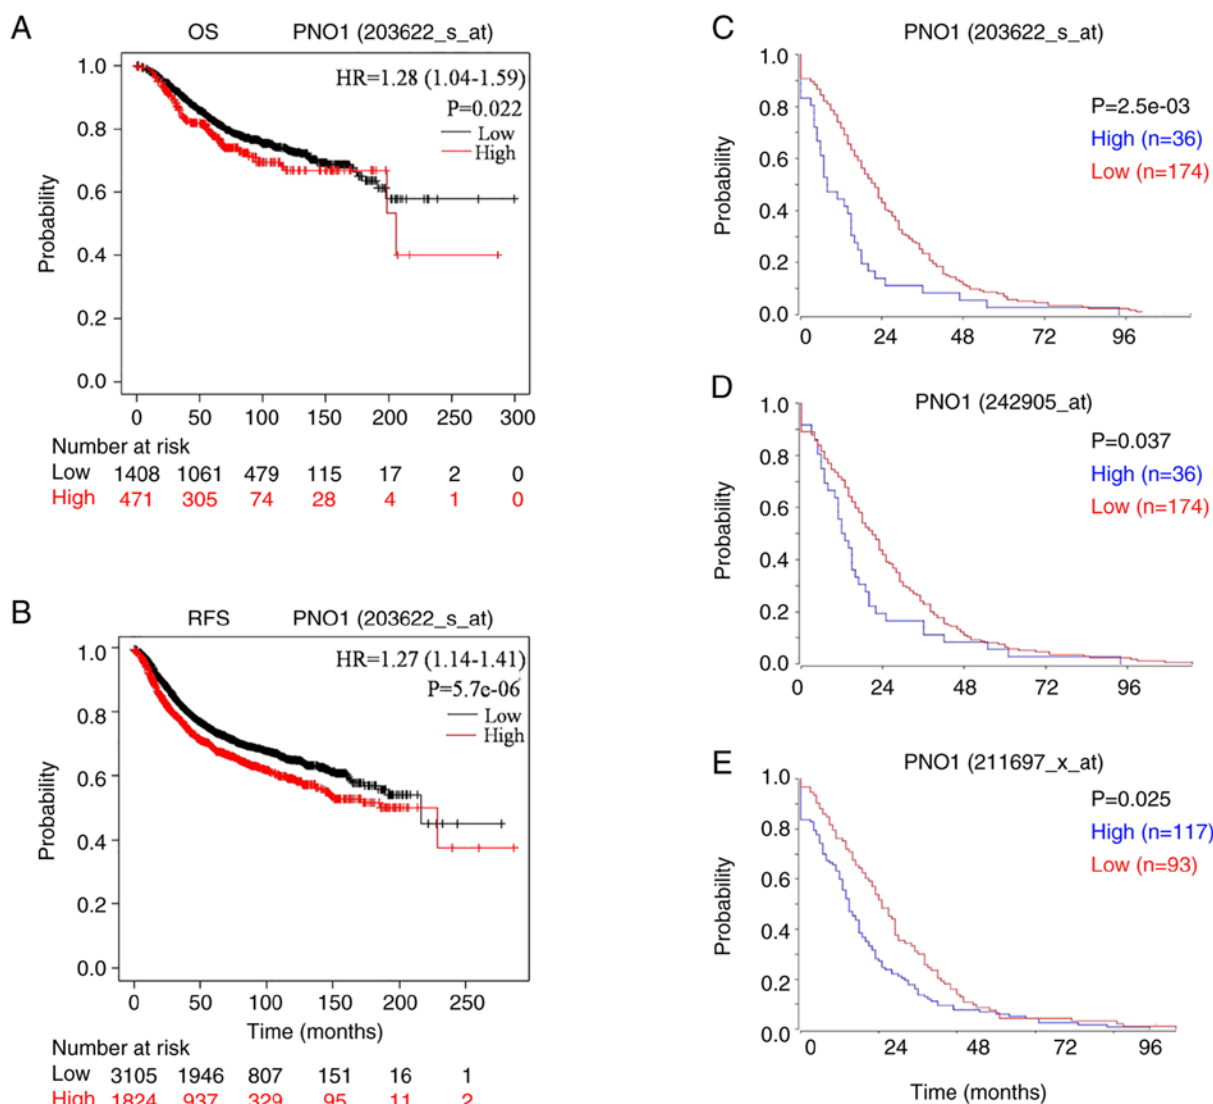 A
OS PNO1 (203622_s_at)
HR=1.28 (1.04-1.59)
P=0.022
Low
High
Probability
1.0
0.8
0.6
0.4
0.2
0.0
0 50 100 150 200 250 300
Number at risk
Low 1408 1061 479 115 17 2 0
High 471 305 74 28 4 1 0
B
RFS PNO1 (203622_s_at)
HR=1.27 (1.14-1.41)
P=5.7e-06
Low
High
Probability
1.0
0.8
0.6
0.4
0.2
0.0
0 50 100 150 200 250
Time (months)
Number at risk
Low 3105 1946 807 151 16 1
High 1824 937 329 95 11 2
C
PNO1 (203622_s_at)
P=2.5e-03
High (n=36)
Low (n=174)
Probability
1.0
0.8
0.6
0.4
0.2
0.0
0 24 48 72 96
D
PNO1 (242905_at)
P=0.037
High (n=36)
Low (n=174)
Probability
1.0
0.8
0.6
0.4
0.2
0.0
0 24 48 72 96
E
PNO1 (211697_x_at)
P=0.025
High (n=117)
Low (n=93)
Probability
1.0
0.8
0.6
0.4
0.2
0.0
0 24 48 72 96
Time (months)